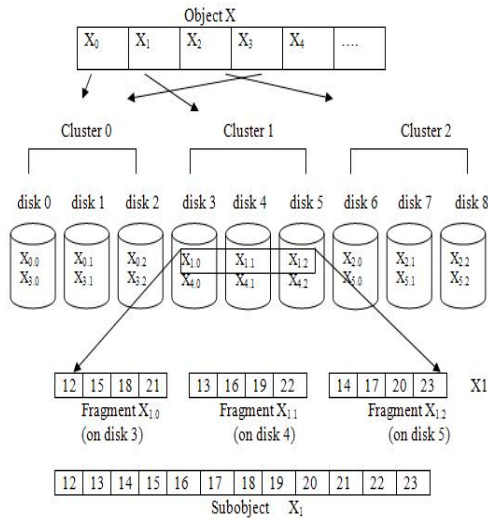 Object X
X0 X1 X2 X3 X4 ....
Cluster 0 Cluster 1 Cluster 2
disk 0 disk 1 disk 2 disk 3 disk 4 disk 5 disk 6 disk 7 disk 8
X0.0 X0.1 X0.2 X1.0 X1.1 X1.2 X2.0 X2.1 X2.2
X3.0 X3.1 X3.2 X4.0 X4.1 X4.2 X5.0 X5.1 X5.2
12 15 18 21 13 16 19 22 14 17 20 23 X1
Fragment X1.0 Fragment X1.1 Fragment X1.2
(on disk 3) (on disk 4) (on disk 5)
12 13 14 15 16 17 18 19 20 21 22 23
Subobject X1